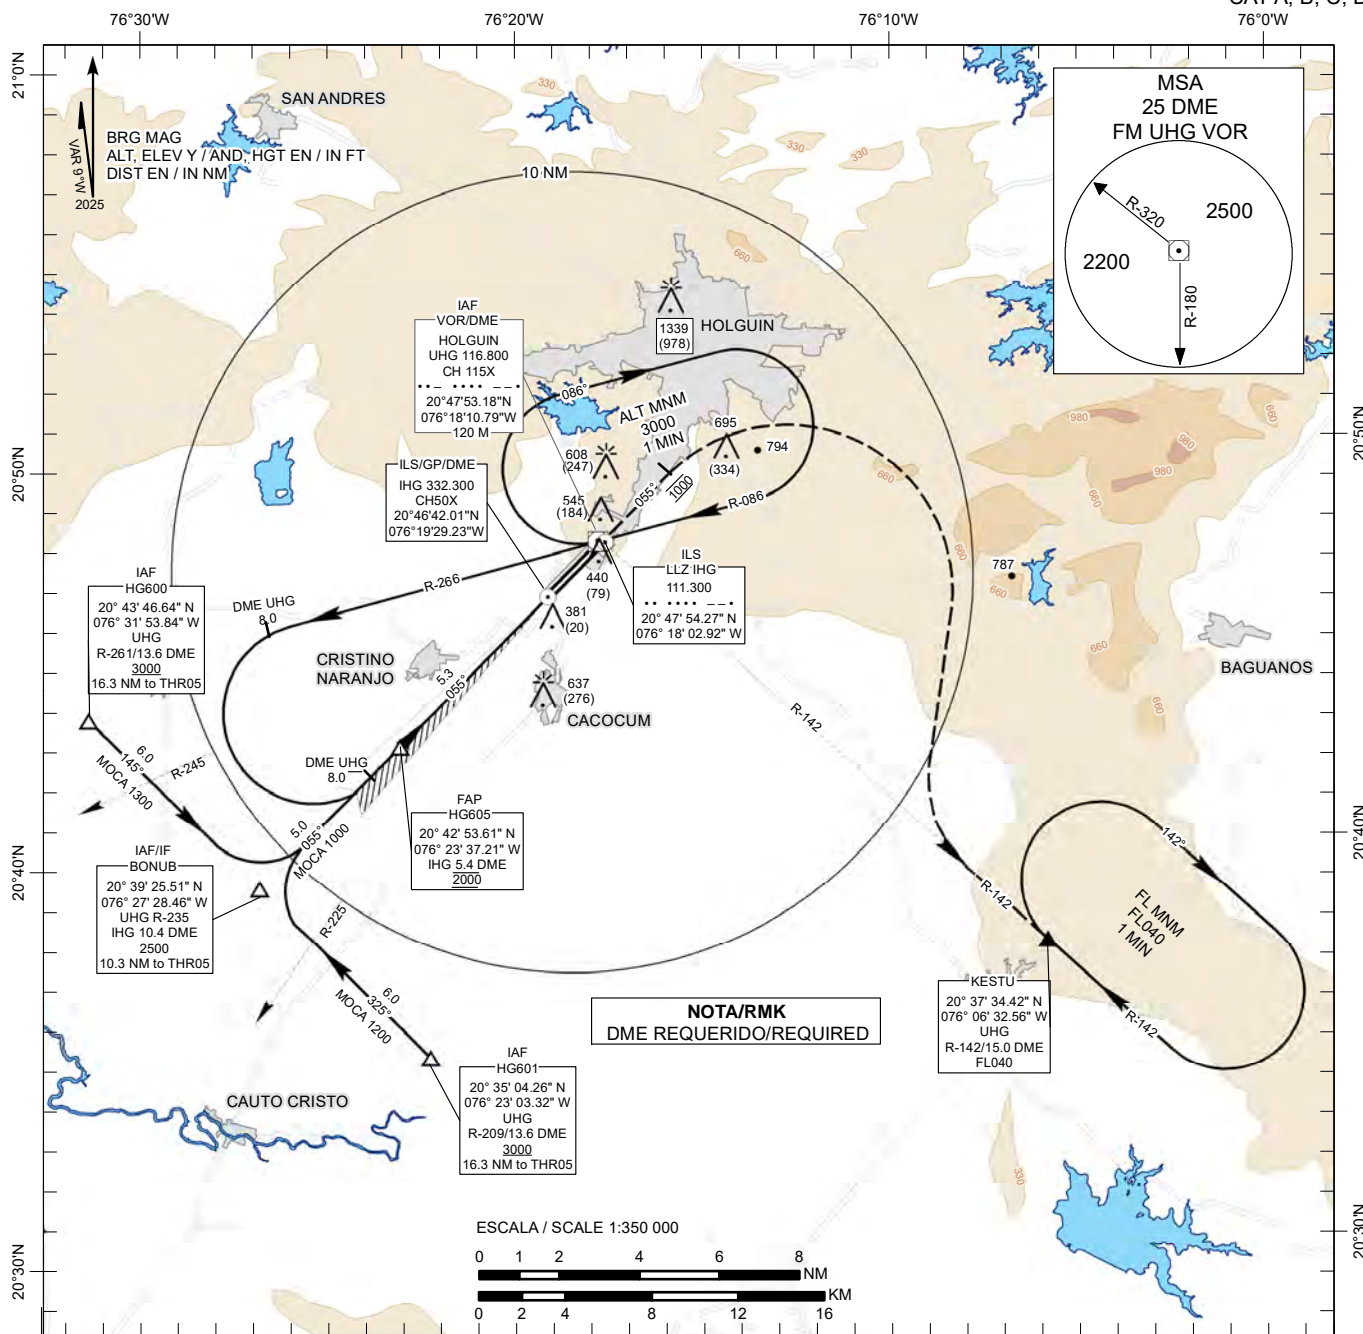 76°30'W
76°20'W
76°10'W
76°0'W
21°0'N
20°50'N
20°40'N
20°30'N
20°50'N
20°40'N
20°30'N
VAR 9°W
2025
BRG MAG
ALT, ELEV Y / AND, HGT EN / IN FT
DIST EN / IN NM
SAN ANDRES
10 NM
MSA
25 DME
FM UHG VOR
R-320
2500
2200
R-180
330
330
330
660
1339
(978)
HOLGUIN
IAF
VOR/DME
HOLGUIN
UHG 116.800
CH 115X
20°47'53.18"N
076°18'10.79"W
120 M
086°
ALT MNM
3000
1 MIN
695
(334)
794
608
(247)
055°
1000
R-086
545
(184)
ILS/GP/DME
IHG 332.300
CH50X
20°46'42.01"N
076°19'29.23"W
440
(79)
381
(20)
ILS
LLZ IHG
111.300
20° 47' 54.27" N
076° 18' 02.92" W
980
980
980
660
660
660
660
660
660
660
660
787
BAGUANOS
R-266
DME UHG
8.0
IAF
HG600
20° 43' 46.64" N
076° 31' 53.84" W
UHG
R-261/13.6 DME
3000
16.3 NM to THR05
CRISTINO
NARANJO
5.3
055°
637
(276)
CACOCUM
R-142
6.0
145°
MOCA 1300
R-245
DME UHG
8.0
FAP
HG605
20° 42' 53.61" N
076° 23' 37.21" W
IHG 5.4 DME
2000
5.0
055°
MOCA 1000
IAF/IF
BONUB
20° 39' 25.51" N
076° 27' 28.46" W
UHG R-235
IHG 10.4 DME
2500
10.3 NM to THR05
R-225
6.0
325°
MOCA 1200
R-142
142°
FL MNM
FL040
1 MIN
R-142
KESTU
20° 37' 34.42" N
076° 06' 32.56" W
UHG
R-142/15.0 DME
FL040
NOTA/RMK
DME REQUERIDO/REQUIRED
IAF
HG601
20° 35' 04.26" N
076° 23' 03.32" W
UHG
R-209/13.6 DME
3000
16.3 NM to THR05
CAUTO CRISTO
330
ESCALA / SCALE 1:350 000
0 1 2 4 6 8
NM
KM
0 2 4 8 12 16